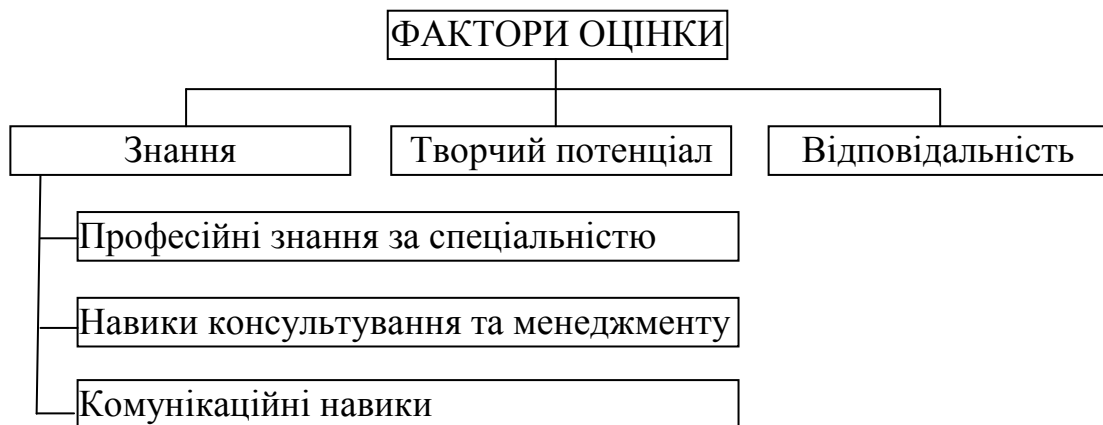 ФАКТОРИ ОЦІНКИ
Знання
Творчий потенціал
Відповідальність
Професійні знання за спеціальністю
Навики консультування та менеджменту
Комунікаційні навики